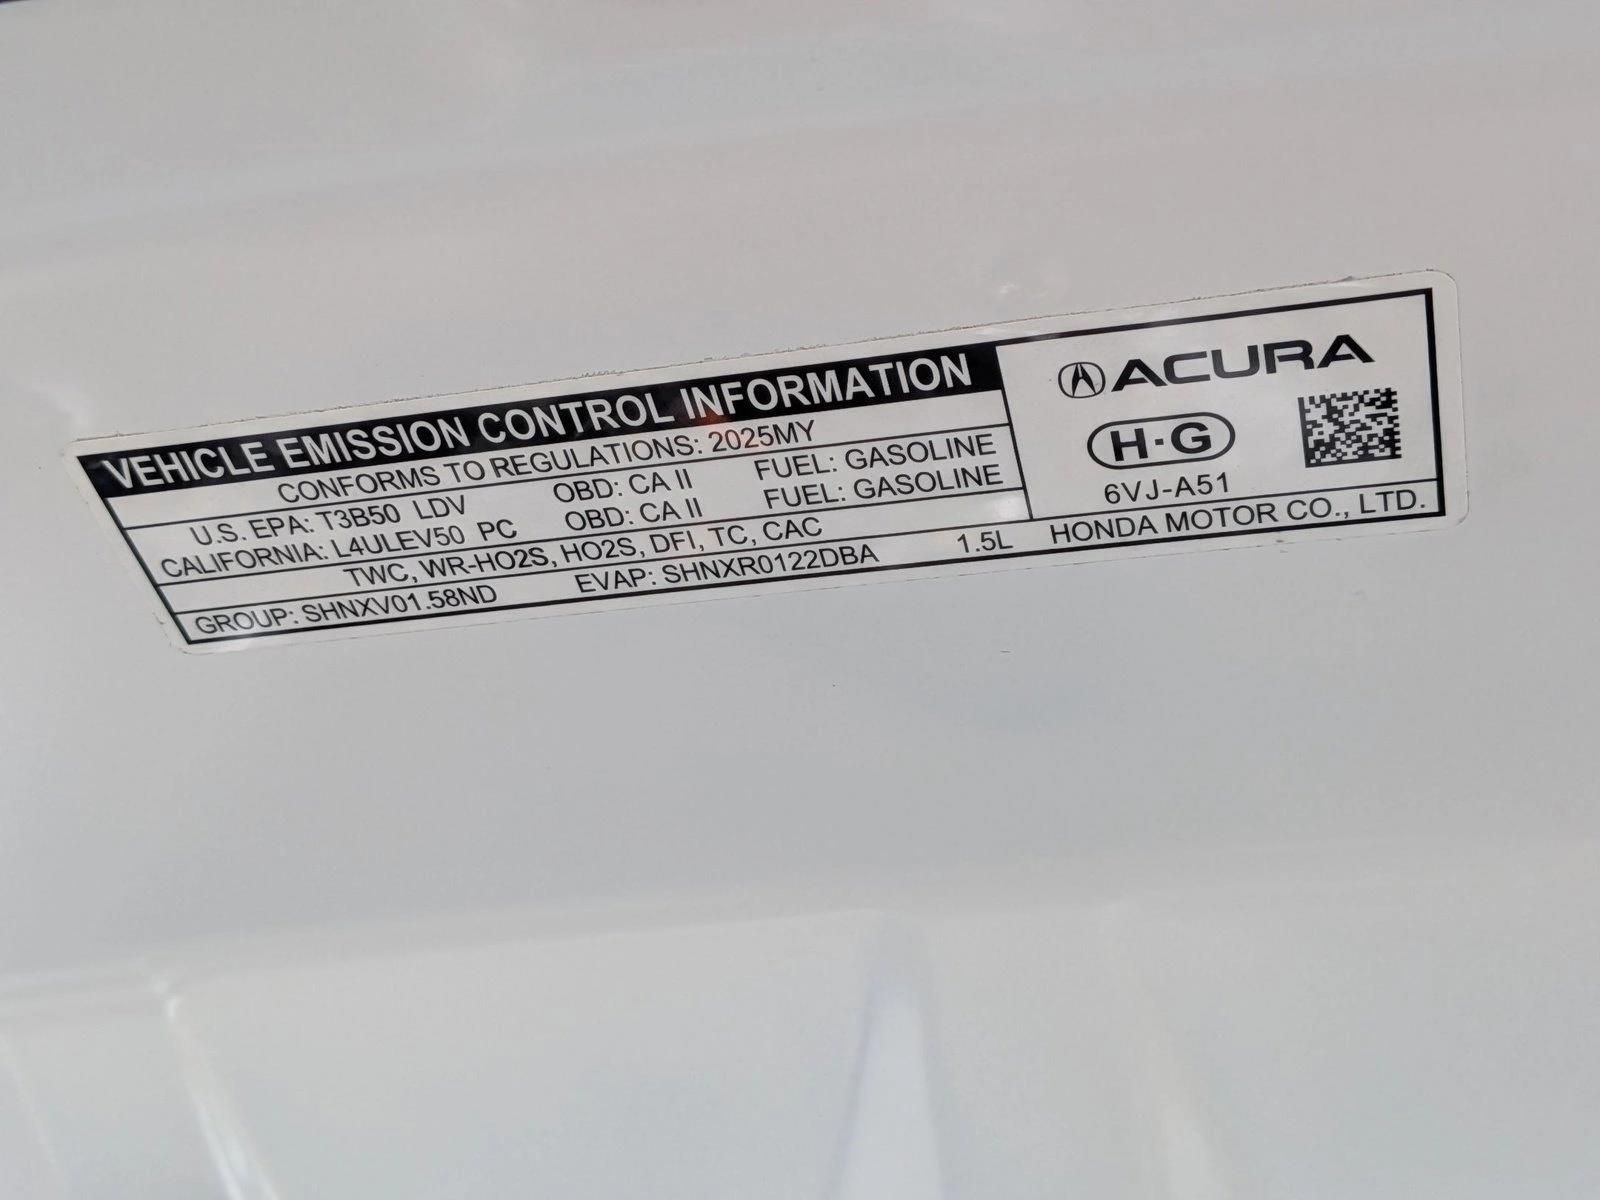 VEHICLE EMISSION CONTROL INFORMATION
CONFORMS TO REGULATIONS: 2025MY
U.S. EPA: T3B50 LDV OBD: CA II FUEL: GASOLINE
CALIFORNIA: L4ULEV50 PC OBD: CA II FUEL: GASOLINE
TWC, WR-HO2S, HO2S, DFI, TC, CAC
GROUP: SHNXV01.58ND EVAP: SHNXR0122DBA 1.5L
ACURA
H·G
6VJ-A51
HONDA MOTOR CO., LTD.